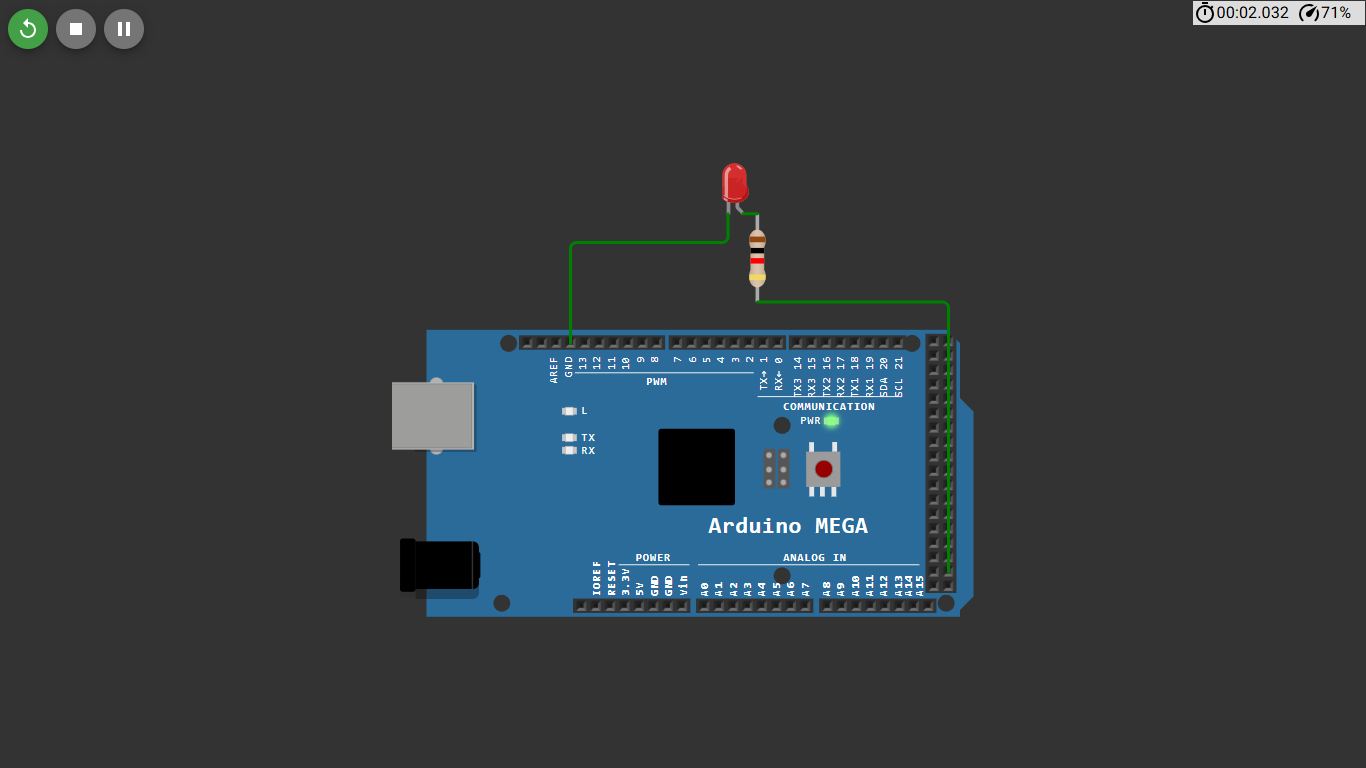 00:02.032 71%
AREF GND 13 12 11 10 9 8 7 6 5 4 3 2 TX→ 1 RX← 0 TX3 14 RX3 15 TX2 16 RX2 17 TX1 18 RX1 19 SDA 20 SCL 21
PWM
COMMUNICATION
L
PWR
TX
RX
Arduino MEGA
POWER
ANALOG IN
IOREF RESET 3.3V 5V GND GND Vin A0 A1 A2 A3 A4 A5 A6 A7 A8 A9 A10 A11 A12 A13 A14 A15